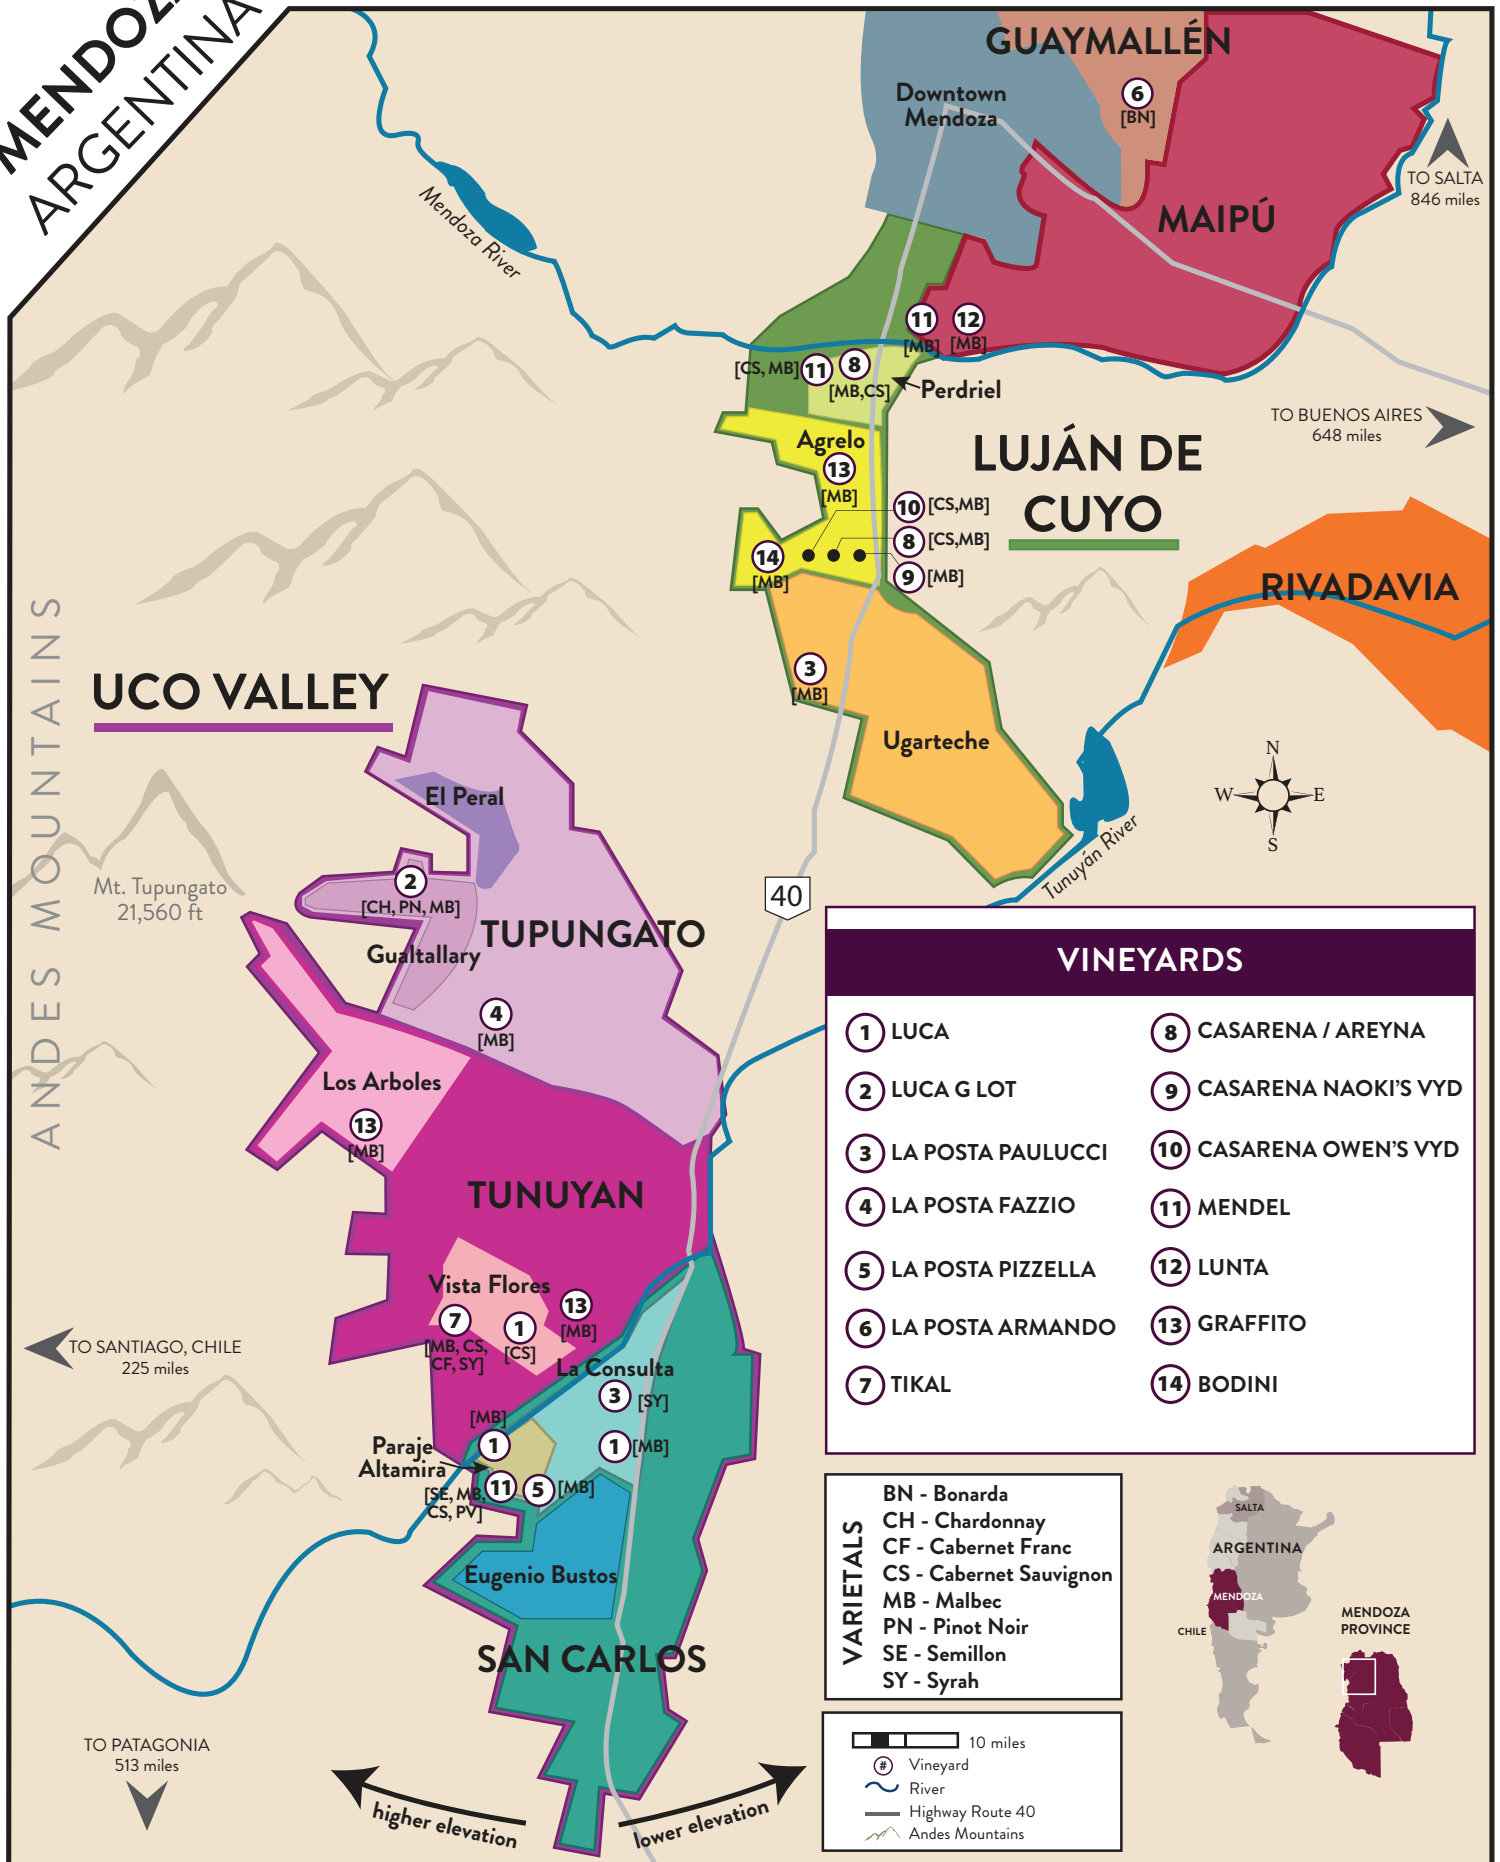 ARGENTINA
GUAYMALLÉN
Downtown
Mendoza
6
[BN]
MAIPÚ
TO SALTA
846 miles
Mendoza River
11
[MB]
12
[MB]
[CS, MB]
11
8
[MB,CS]
Perdriel
TO BUENOS AIRES
648 miles
Agrelo
13
[MB]
LUJÁN DE
CUYO
10
[CS,MB]
8
[CS,MB]
9
[MB]
14
[MB]
RIVADAVIA
3
[MB]
Ugarteche
Tunuyán River
N
W
E
S
ANDES MOUNTAINS
UCO VALLEY
El Peral
Mt. Tupungato
21,560 ft
2
[CH, PN, MB]
Gualtallary
TUPUNGATO
40
4
[MB]
Los Arboles
13
[MB]
TUNUYAN
Vista Flores
7
[MB, CS,
CF, SY]
1
[CS]
13
[MB]
TO SANTIAGO, CHILE
225 miles
La Consulta
3
[SY]
[MB]
1
1
[MB]
Paraje
Altamira
[SE, MB,
CS, PV]
11
5
[MB]
Eugenio Bustos
SAN CARLOS
TO PATAGONIA
513 miles
higher elevation
lower elevation
VINEYARDS
1 LUCA
2 LUCA G LOT
3 LA POSTA PAULUCCI
4 LA POSTA FAZZIO
5 LA POSTA PIZZELLA
6 LA POSTA ARMANDO
7 TIKAL
8 CASARENA / AREYNA
9 CASARENA NAOKI'S VYD
10 CASARENA OWEN'S VYD
11 MENDEL
12 LUNTA
13 GRAFFITO
14 BODINI
VARIETALS
BN - Bonarda
CH - Chardonnay
CF - Cabernet Franc
CS - Cabernet Sauvignon
MB - Malbec
PN - Pinot Noir
SE - Semillon
SY - Syrah
10 miles
# Vineyard
River
Highway Route 40
Andes Mountains
SALTA
ARGENTINA
MENDOZA
CHILE
MENDOZA
PROVINCE